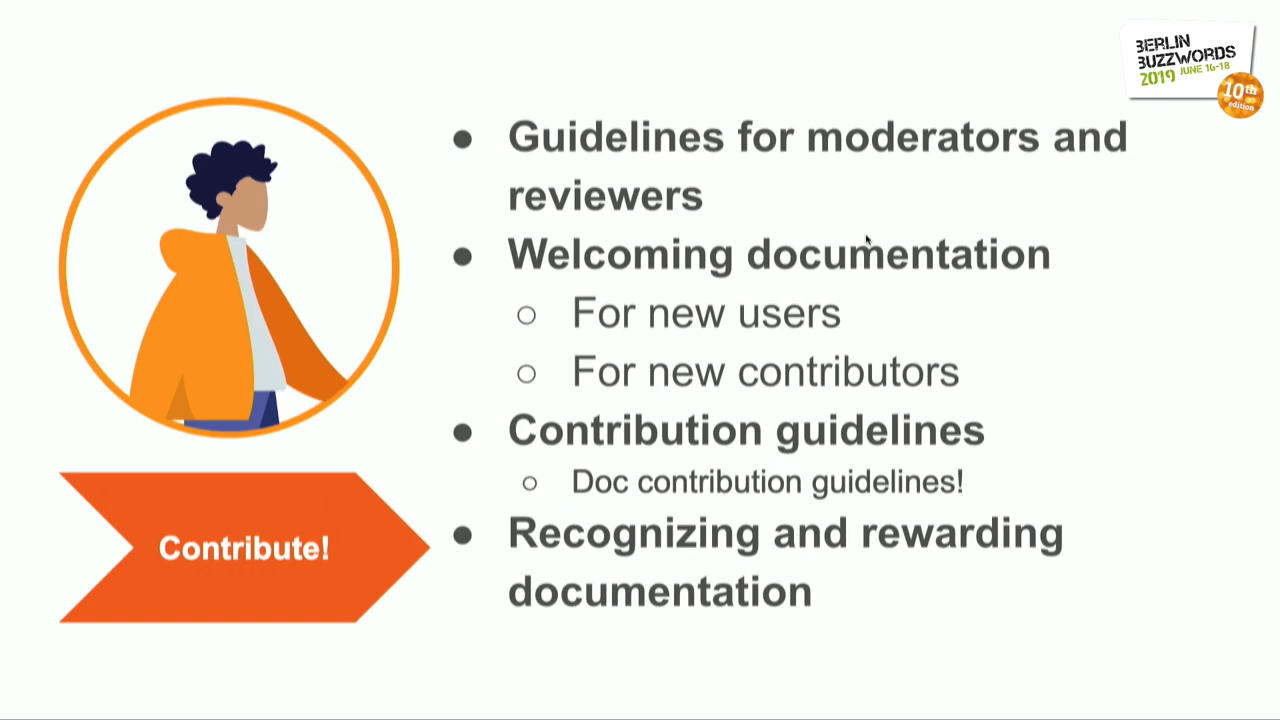 BERLIN
BUZZWORDS
2019 JUNE 16-18
10th
edition
● Guidelines for moderators and
reviewers
● Welcoming documentation
○ For new users
○ For new contributors
● Contribution guidelines
○ Doc contribution guidelines!
● Recognizing and rewarding
documentation
Contribute!